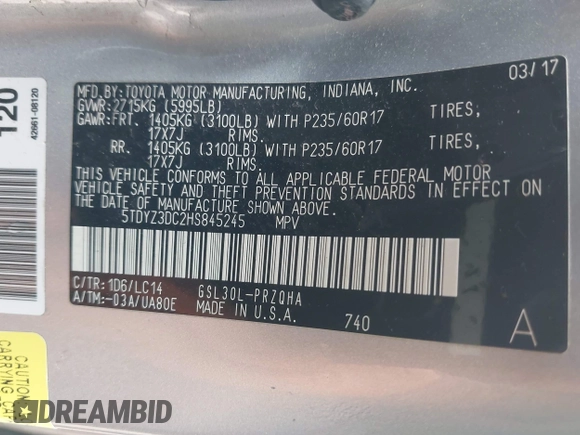 120
42661-08120
MFD.BY:TOYOTA MOTOR MANUFACTURING, INDIANA, INC. 03/17
GVWR:2715KG (5995LB)
GAWR:FRT. 1405KG (3100LB) WITH P235/60R17 TIRES,
17X7J RIMS.
RR. 1405KG (3100LB) WITH P235/60R17 TIRES,
17X7J RIMS.
THIS VEHICLE CONFORMS TO ALL APPLICABLE FEDERAL MOTOR
VEHICLE SAFETY AND THEFT PREVENTION STANDARDS IN EFFECT ON
THE DATE OF MANUFACTURE SHOWN ABOVE.
5TDYZ3DC2HS845245 MPV
C/TR: 1D6/LC14 GSL30L-PRZQHA
A/TM:-03A/UA80E MADE IN U.S.A. 740 A
CAUTION
CARRYING
DREAMBID